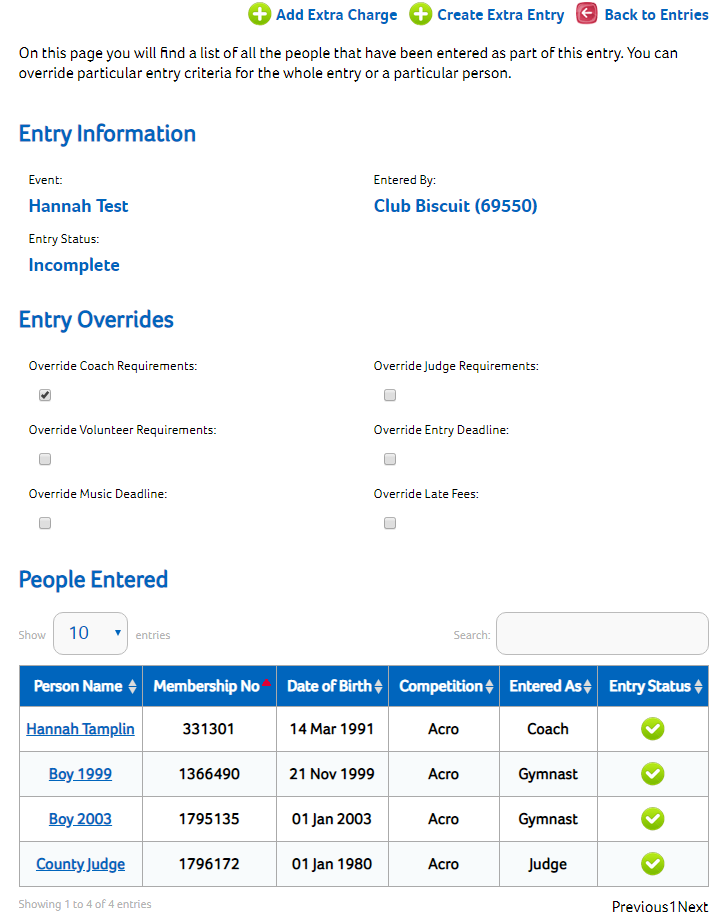 Add Extra Charge Create Extra Entry Back to Entries
On this page you will find a list of all the people that have been entered as part of this entry. You can
override particular entry criteria for the whole entry or a particular person.
Entry Information
Event: Entered By:
Hannah Test Club Biscuit (69550)
Entry Status:
Incomplete
Entry Overrides
Override Coach Requirements: Override Judge Requirements:
Override Volunteer Requirements: Override Entry Deadline:
Override Music Deadline: Override Late Fees:
People Entered
Show 10 entries Search:
Person Name Membership No Date of Birth Competition Entered As Entry Status
Hannah Tamplin 331301 14 Mar 1991 Acro Coach
Boy 1999 1366490 21 Nov 1999 Acro Gymnast
Boy 2003 1795135 01 Jan 2003 Acro Gymnast
County Judge 1796172 01 Jan 1980 Acro Judge
Showing 1 to 4 of 4 entries Previous1Next